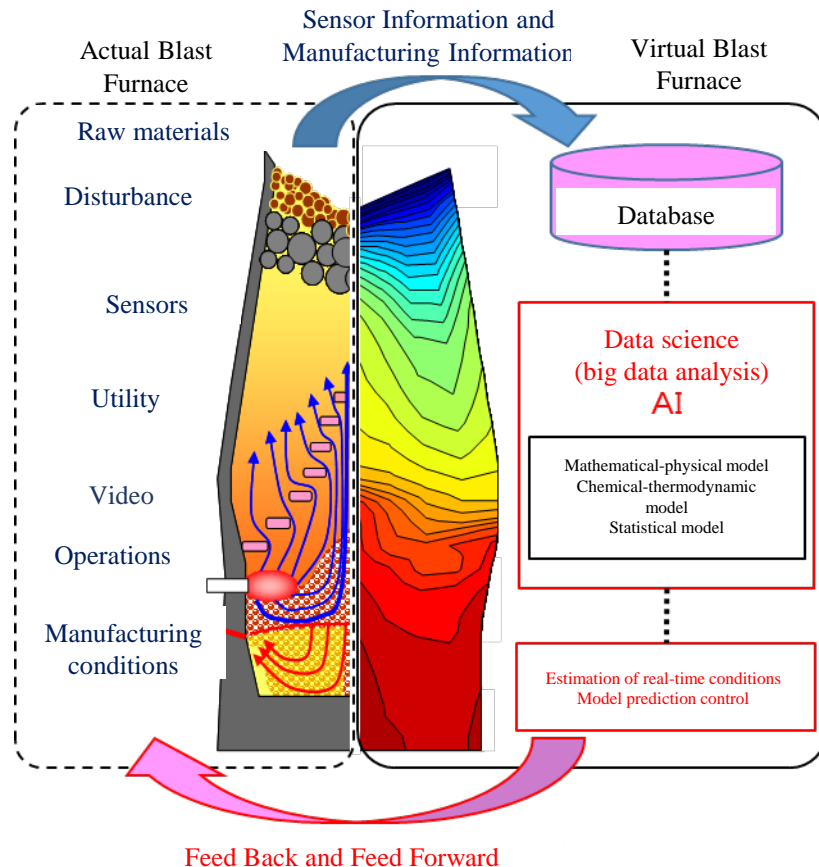 Sensor Information and
Manufacturing Information
Actual Blast
Furnace
Virtual Blast
Furnace
Raw materials
Disturbance
Sensors
Utility
Video
Operations
Manufacturing
conditions
Database
Data science
(big data analysis)
AI
Mathematical-physical model
Chemical-thermodynamic
model
Statistical model
Estimation of real-time conditions
Model prediction control
Feed Back and Feed Forward